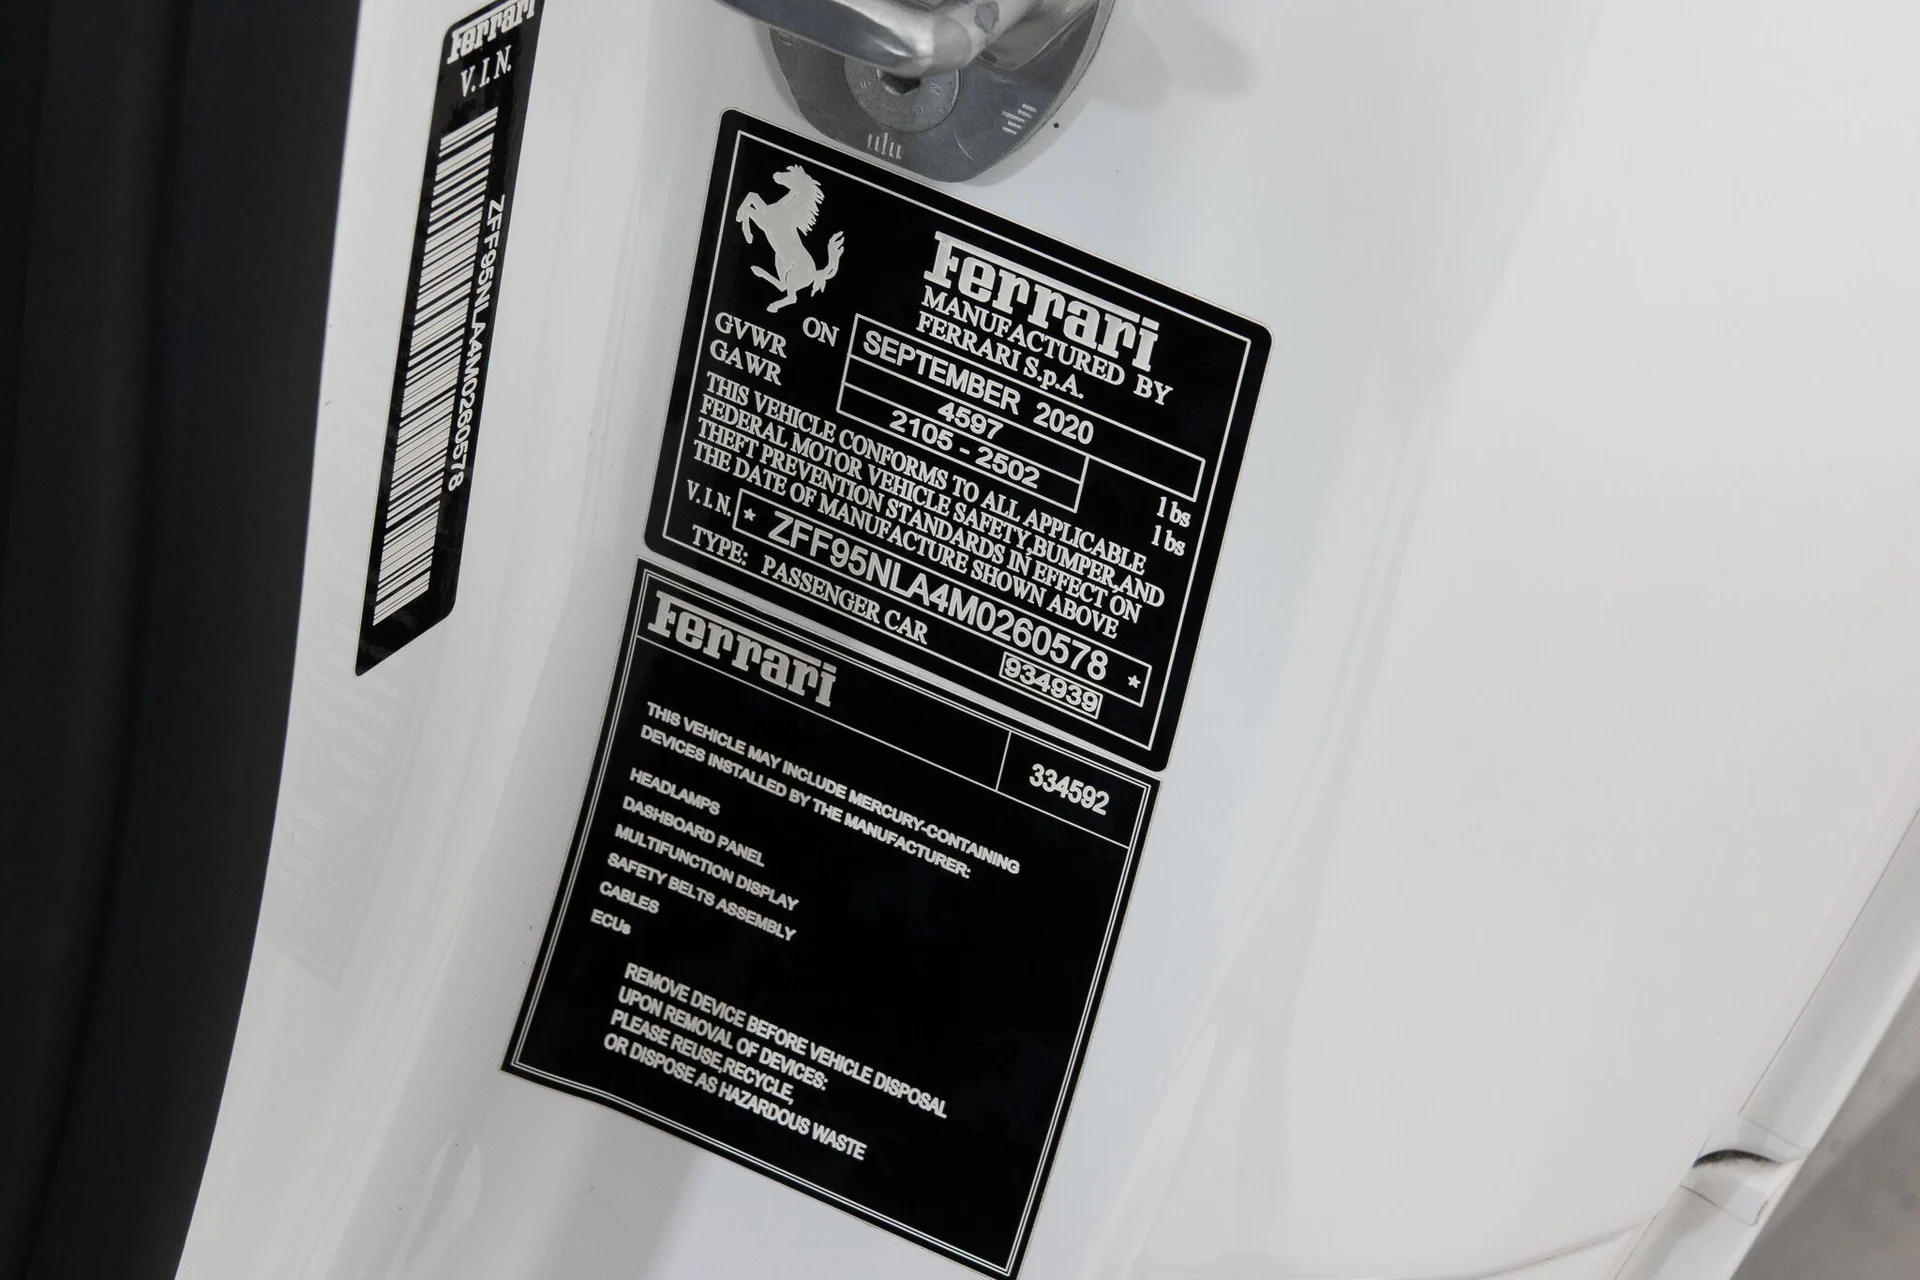 Ferrari
V.I.N.
ZFF95NLA4M0260578
Ferrari
MANUFACTURED BY
FERRARI S.p.A.
ON SEPTEMBER 2020
GVWR 4597 lbs
GAWR 2105 - 2502 lbs
THIS VEHICLE CONFORMS TO ALL APPLICABLE
FEDERAL MOTOR VEHICLE SAFETY,BUMPER,AND
THEFT PREVENTION STANDARDS IN EFFECT ON
THE DATE OF MANUFACTURE SHOWN ABOVE
V.I.N. * ZFF95NLA4M0260578 *
TYPE: PASSENGER CAR 934939
Ferrari
334592
THIS VEHICLE MAY INCLUDE MERCURY-CONTAINING
DEVICES INSTALLED BY THE MANUFACTURER:
HEADLAMPS
DASHBOARD PANEL
MULTIFUNCTION DISPLAY
SAFETY BELTS ASSEMBLY
CABLES
ECUs
REMOVE DEVICE BEFORE VEHICLE DISPOSAL
UPON REMOVAL OF DEVICES:
PLEASE REUSE,RECYCLE,
OR DISPOSE AS HAZARDOUS WASTE